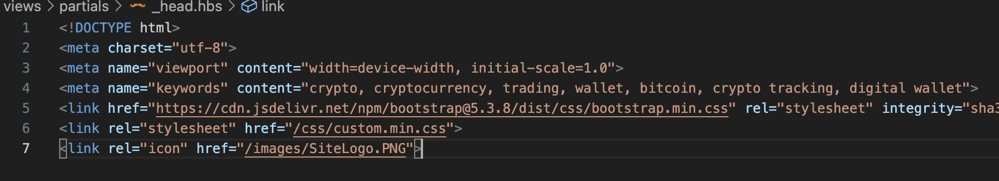 views > partials > _head.hbs > link
1 <!DOCTYPE html>
2 <meta charset="utf-8">
3 <meta name="viewport" content="width=device-width, initial-scale=1.0">
4 <meta name="keywords" content="crypto, cryptocurrency, trading, wallet, bitcoin, crypto tracking, digital wallet">
5 <link href="https://cdn.jsdelivr.net/npm/bootstrap@5.3.8/dist/css/bootstrap.min.css" rel="stylesheet" integrity="sha3
6 <link rel="stylesheet" href="/css/custom.min.css">
7 <link rel="icon" href="/images/SiteLogo.PNG">